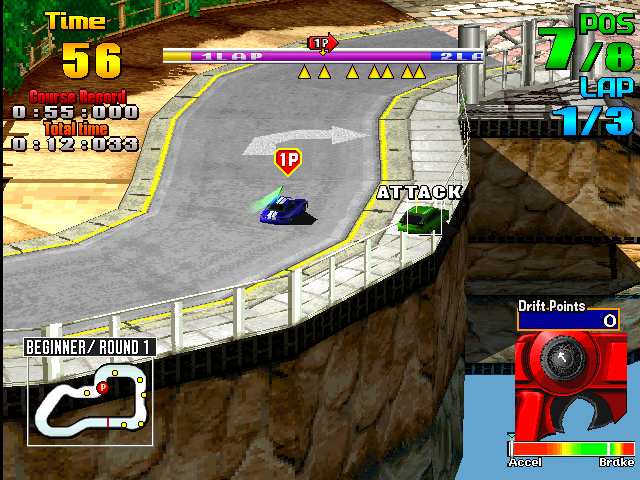 Time
56
Course Record
0:55:000
Total time
0:12:033
1P
1LAP
2LA
POS
7/8
LAP
1/3
1P
ATTACK
Drift Points
0
BEGINNER/ ROUND 1
P
Accel
Brake